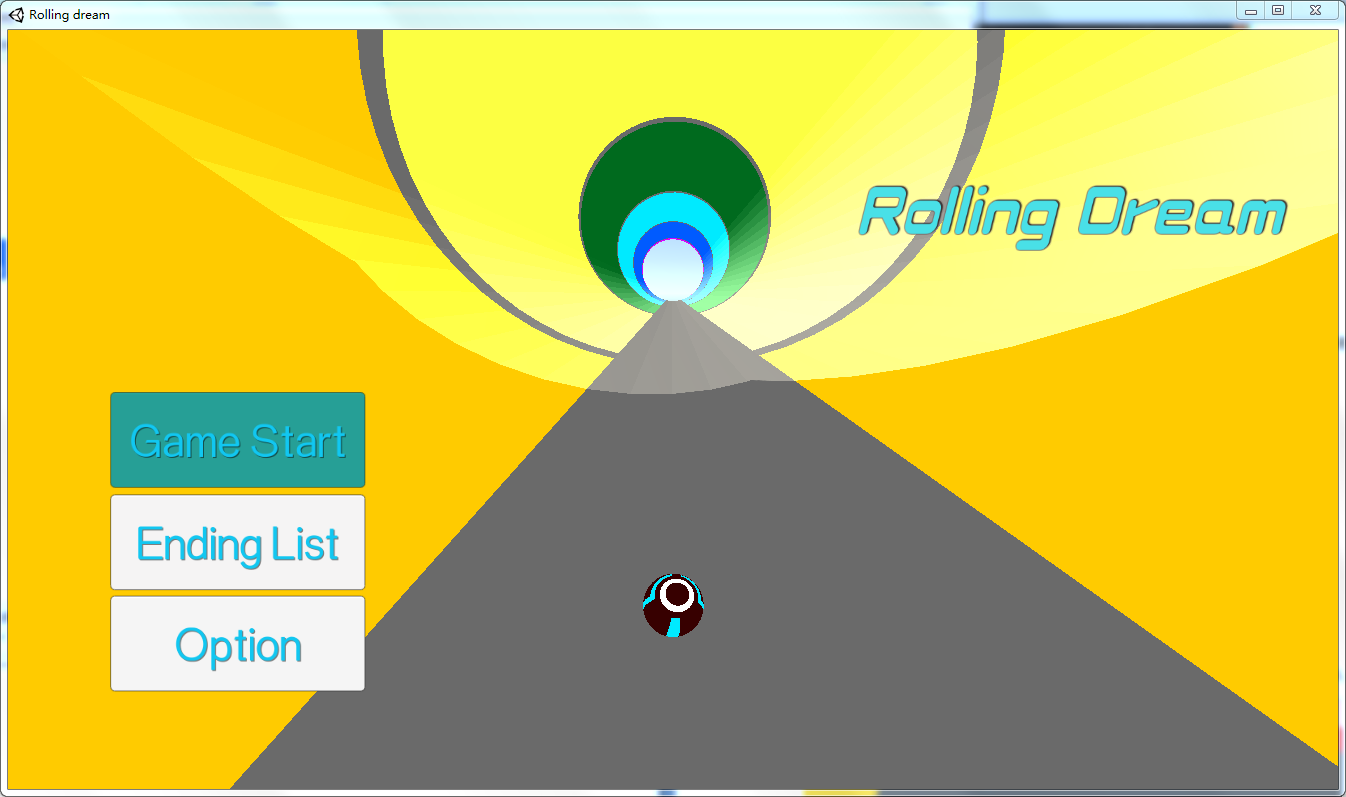 Rolling dream
Rolling Dream
Game Start
Ending List
Option